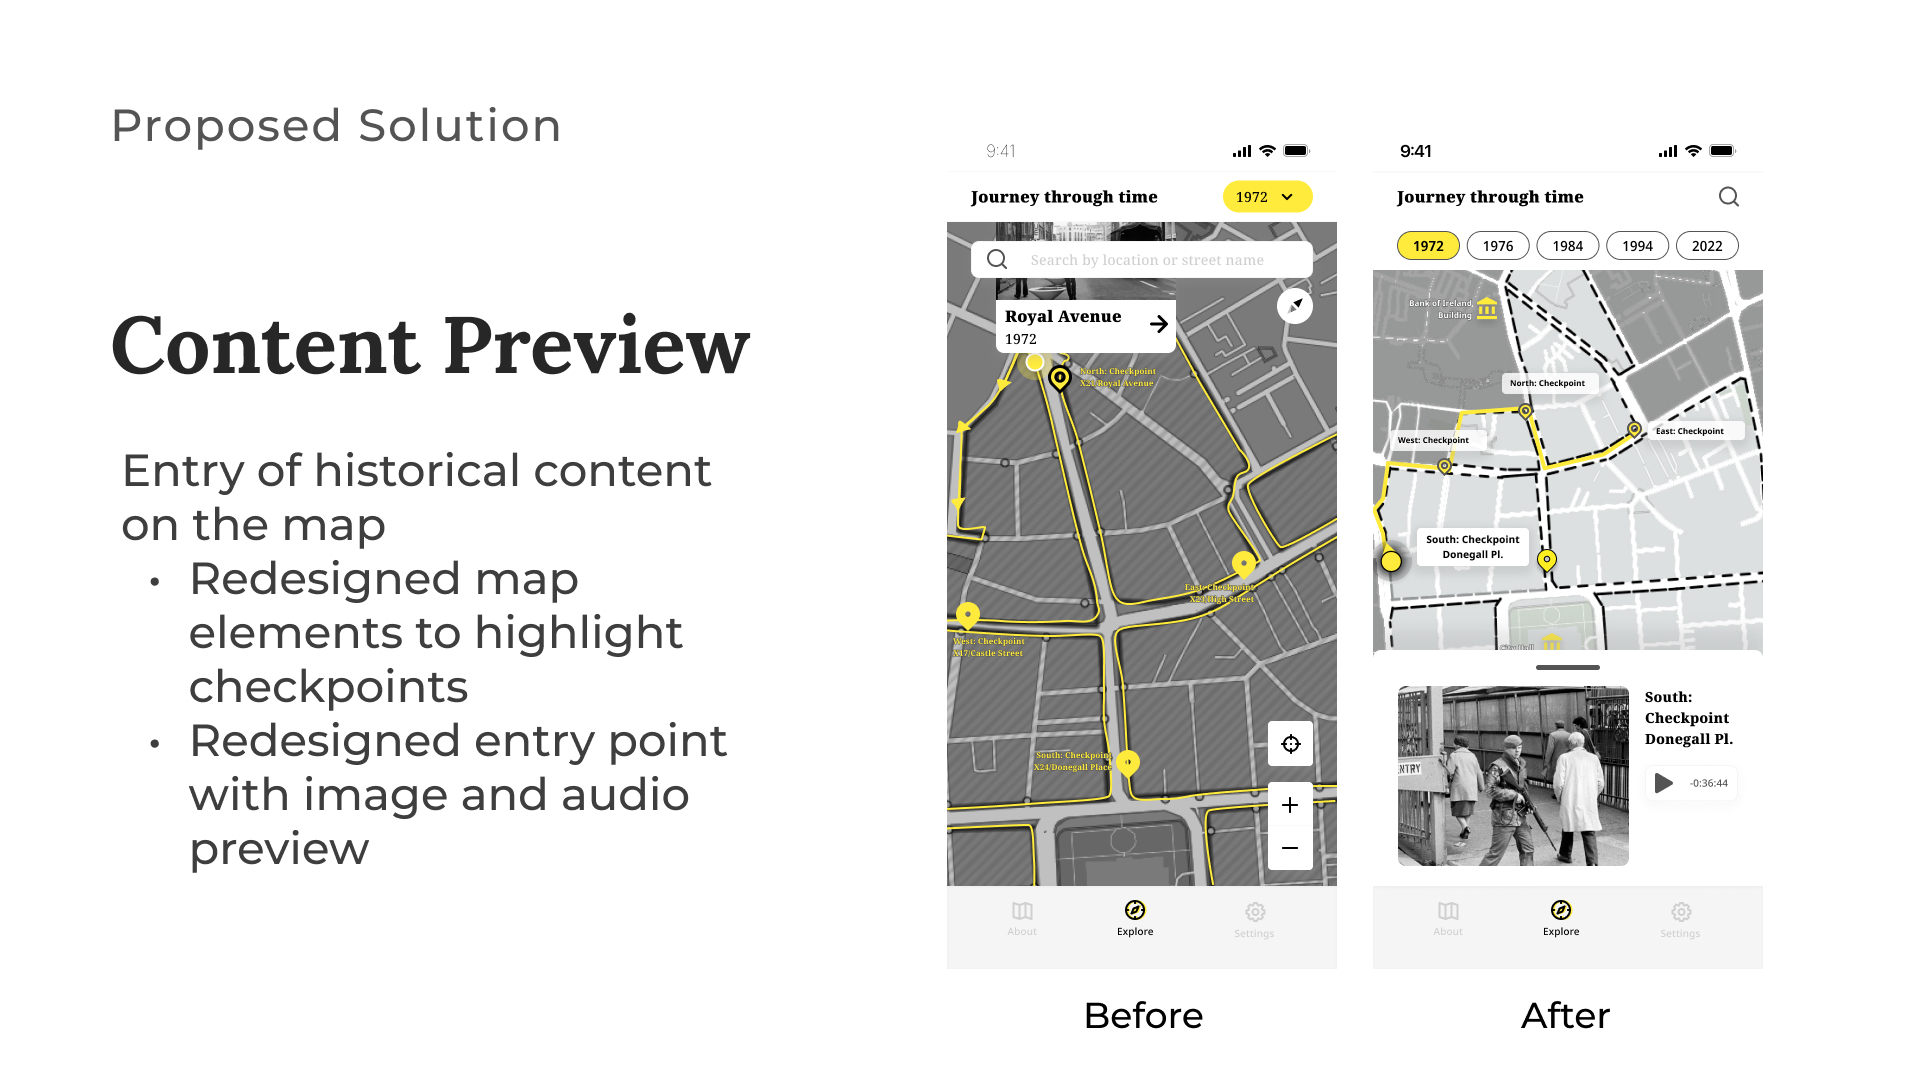 Proposed Solution
Content Preview
Entry of historical content
on the map
• Redesigned map
elements to highlight
checkpoints
• Redesigned entry point
with image and audio
preview
9:41
Journey through time
1972
Search by location or street name
Royal Avenue
1972
North: Checkpoint
X21/Royal Avenue
East: Checkpoint
X23/High Street
West: Checkpoint
X17/Castle Street
South: Checkpoint
X24/Donegall Place
About
Explore
Settings
Before
9:41
Journey through time
1972
1976
1984
1994
2022
Bank of Ireland
Building
North: Checkpoint
West: Checkpoint
East: Checkpoint
South: Checkpoint
Donegall Pl.
City Hall
ENTRY
South:
Checkpoint
Donegall Pl.
-0:36:44
About
Explore
Settings
After